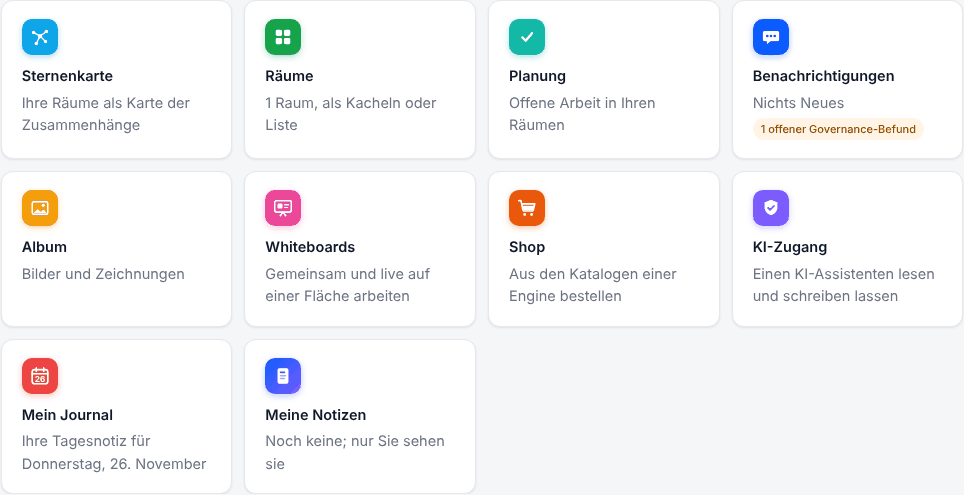 Sternenkarte
Ihre Räume als Karte der
Zusammenhänge
Räume
1 Raum, als Kacheln oder
Liste
Planung
Offene Arbeit in Ihren
Räumen
Benachrichtigungen
Nichts Neues
1 offener Governance-Befund
Album
Bilder und Zeichnungen
Whiteboards
Gemeinsam und live auf
einer Fläche arbeiten
Shop
Aus den Katalogen einer
Engine bestellen
KI-Zugang
Einen KI-Assistenten lesen
und schreiben lassen
26
Mein Journal
Ihre Tagesnotiz für
Donnerstag, 26. November
Meine Notizen
Noch keine; nur Sie sehen
sie